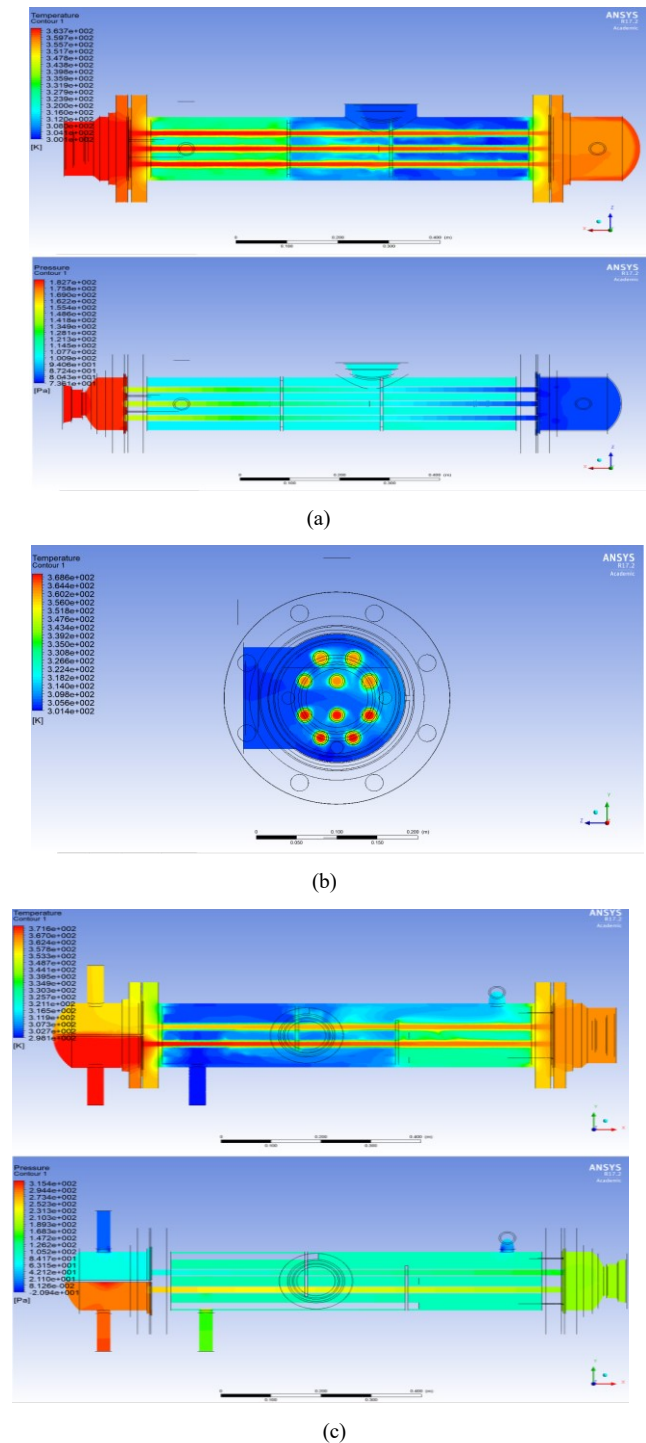 Temperature
Contour 1
3.637e+002
3.597e+002
3.557e+002
3.517e+002
3.478e+002
3.438e+002
3.398e+002
3.359e+002
3.319e+002
3.279e+002
3.239e+002
3.200e+002
3.160e+002
3.120e+002
3.080e+002
3.041e+002
3.001e+002
[K]
ANSYS
R17.2
Academic
0 0.200 0.400 (m)
0.100 0.300
Z
X
Pressure
Contour 1
1.827e+002
1.758e+002
1.690e+002
1.622e+002
1.554e+002
1.486e+002
1.418e+002
1.349e+002
1.281e+002
1.213e+002
1.145e+002
1.077e+002
1.009e+002
9.406e+001
8.724e+001
8.043e+001
7.361e+001
[Pa]
ANSYS
R17.2
Academic
0 0.200 0.400 (m)
0.100 0.300
Z
X
(a)
Temperature
Contour 1
3.686e+002
3.644e+002
3.602e+002
3.560e+002
3.518e+002
3.476e+002
3.434e+002
3.392e+002
3.350e+002
3.308e+002
3.266e+002
3.224e+002
3.182e+002
3.140e+002
3.098e+002
3.056e+002
3.014e+002
[K]
ANSYS
R17.2
Academic
0 0.100 0.200 (m)
0.050 0.150
Y
Z
(b)
Temperature
Contour 1
3.716e+002
3.670e+002
3.624e+002
3.578e+002
3.533e+002
3.487e+002
3.441e+002
3.395e+002
3.349e+002
3.303e+002
3.257e+002
3.211e+002
3.165e+002
3.119e+002
3.073e+002
3.027e+002
2.981e+002
[K]
ANSYS
R17.2
Academic
0 0.200 0.400 (m)
0.100 0.300
Y
X
Pressure
Contour 1
3.154e+002
2.944e+002
2.734e+002
2.523e+002
2.313e+002
2.103e+002
1.893e+002
1.683e+002
1.472e+002
1.262e+002
1.052e+002
8.417e+001
6.315e+001
4.212e+001
2.110e+001
8.126e-002
-2.094e+001
[Pa]
ANSYS
R17.2
Academic
0 0.200 0.400 (m)
0.100 0.300
Y
X
(c)